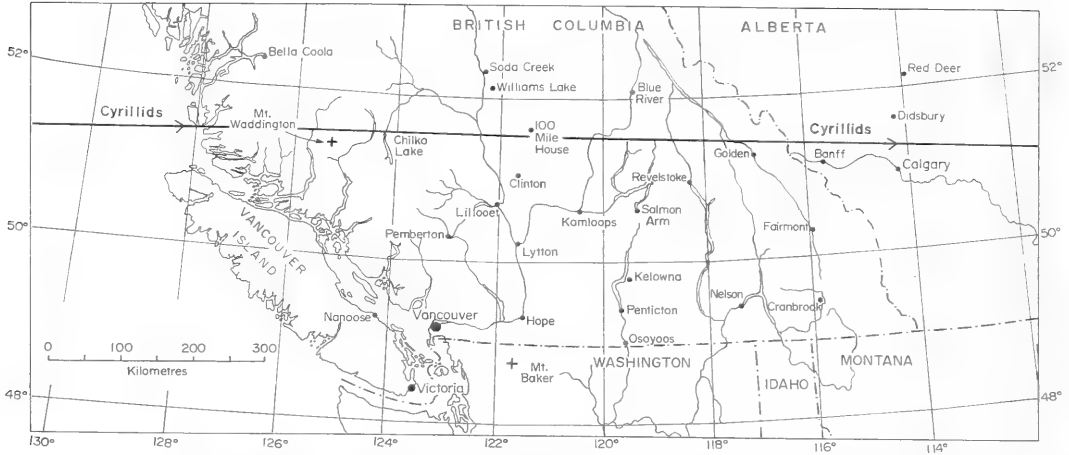 BRITISH COLUMBIA
ALBERTA
52°
Bella Coola
Soda Creek
Williams Lake
Blue
River
Red Deer
52°
Didsbury
Cyrillids
Mt.
Waddington
Chilko
Lake
100
Mile
House
Cyrillids
Golden
Banff
Calgary
Clinton
Revelstoke
Lillooet
Kamloops
Salmon
Arm
50°
VANCOUVER
ISLAND
Pemberton
Lytton
Fairmont
50°
Kelowna
Nanoose
Vancouver
Hope
Penticton
Nelson
Cranbrook
Osoyoos
0 100 200 300
Kilometres
Mt.
Baker
WASHINGTON
IDAHO
MONTANA
Victoria
48°
48°
130° 128° 126° 124° 122° 120° 118° 116° 114°